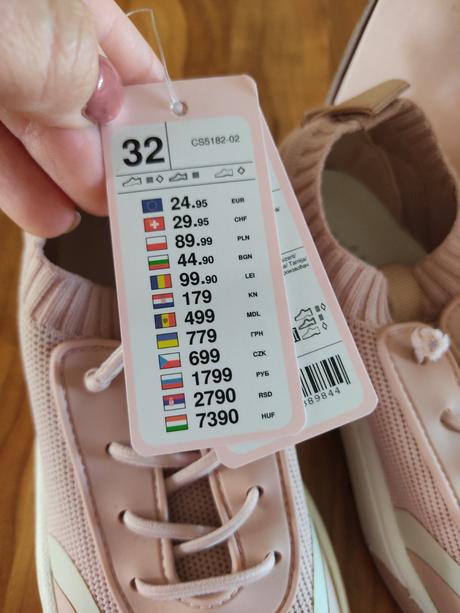 32 CS5182-02
24.95 EUR
29.95 CHF
89.99 PLN
44.90 BGN
99.90 LEI
179 KN
499 MDL
779 ГРН
699 CZK
1799 РУБ
2790 RSD
7390 HUF
89844